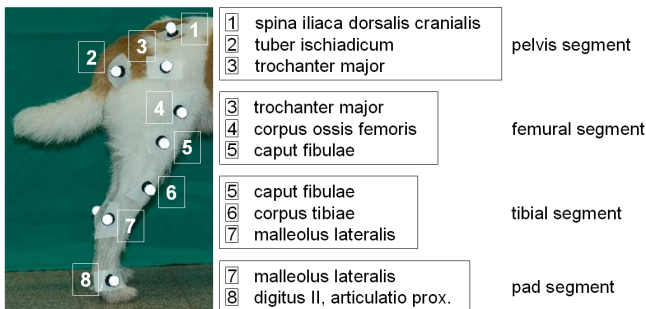 1
2
3
4
5
6
7
8
1 spina iliaca dorsalis cranialis
2 tuber ischiadicum
3 trochanter major
pelvis segment
3 trochanter major
4 corpus ossis femoris
5 caput fibulae
femural segment
5 caput fibulae
6 corpus tibiae
7 malleolus lateralis
tibial segment
7 malleolus lateralis
8 digitus II, articulatio prox.
pad segment